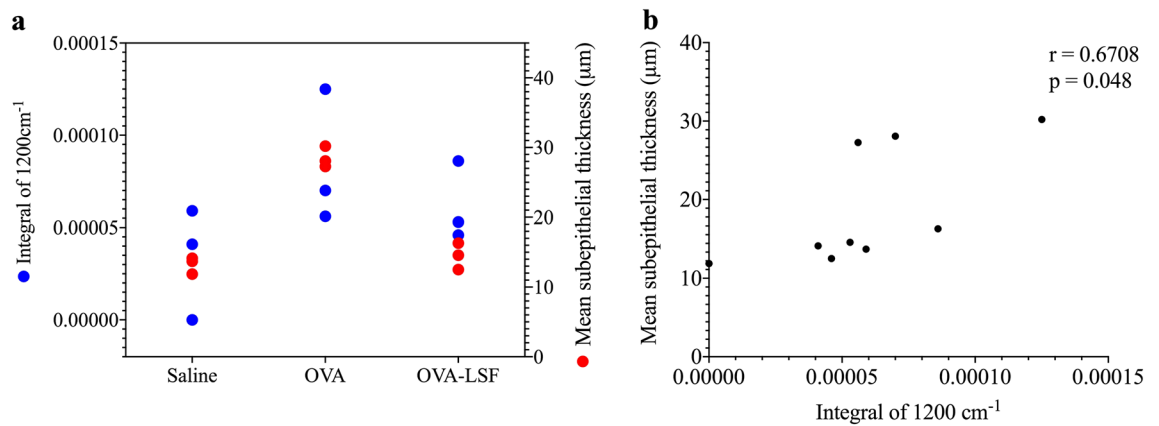 a
0.00015
0.00010
0.00005
0.00000
Integral of 1200cm-1
Saline
OVA
OVA-LSF
40
30
20
10
0
Mean subepithelial thickness (μm)
b
40
30
20
10
0
Mean subepithelial thickness (μm)
r = 0.6708
p = 0.048
0.00000
0.00005
0.00010
0.00015
Integral of 1200 cm-1